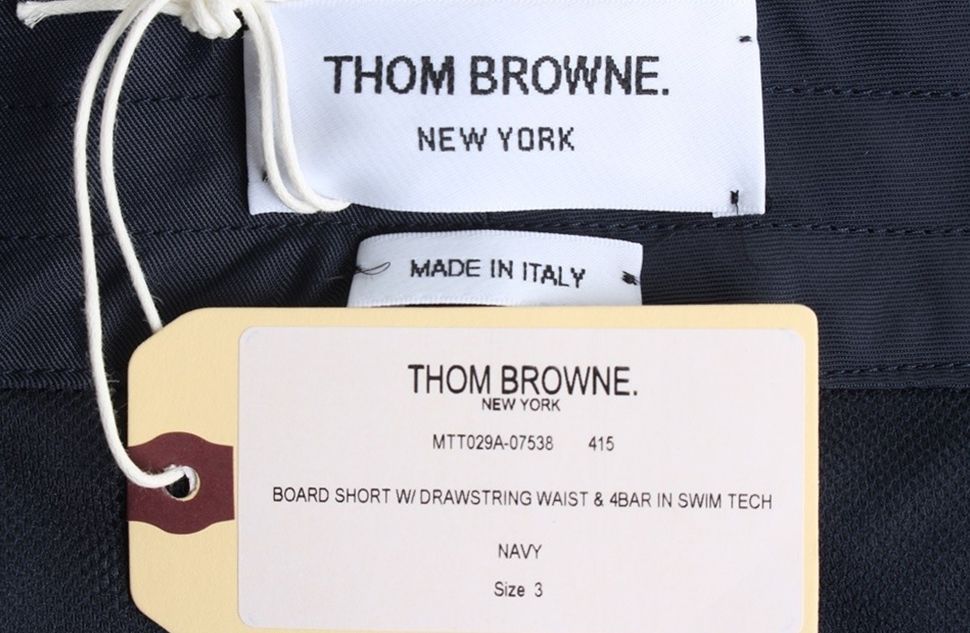 THOM BROWNE.
NEW YORK
MADE IN ITALY
THOM BROWNE.
NEW YORK
MTT029A-07538 415
BOARD SHORT W/ DRAWSTRING WAIST & 4BAR IN SWIM TECH
NAVY
Size 3